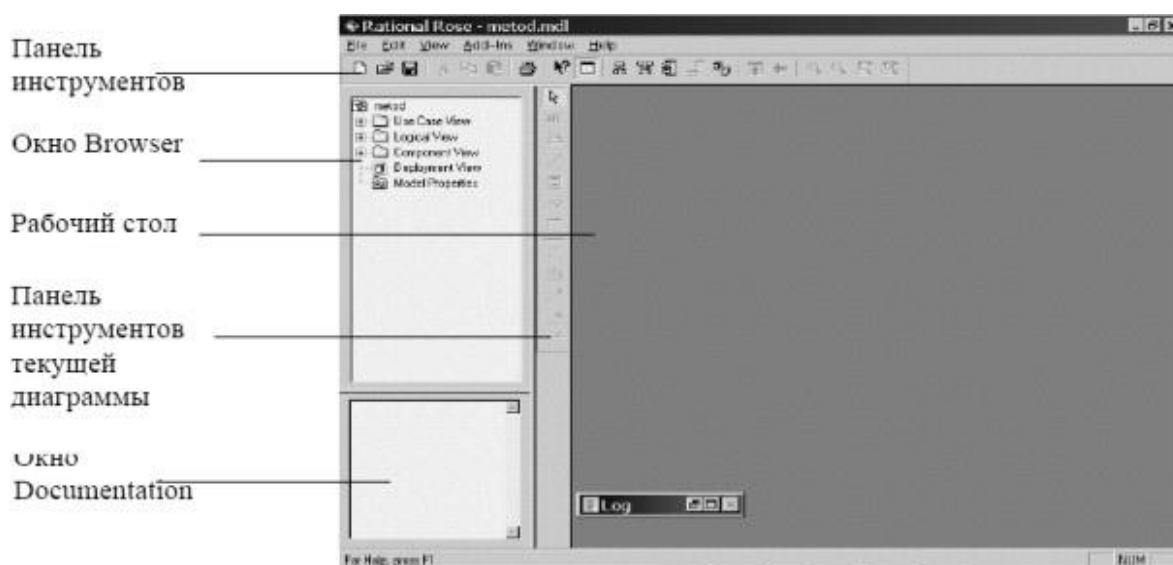 Rational Rose - metod.mdl
File Edit View Add-Ins Window Help
Панель
инструментов
Окно Browser
Рабочий стол
Панель
инструментов
текущей
диаграммы
Окно
Documentation
metod
Use Case View
Logical View
Component View
Deployment View
Model Properties
Log
For Help, press F1
NUM